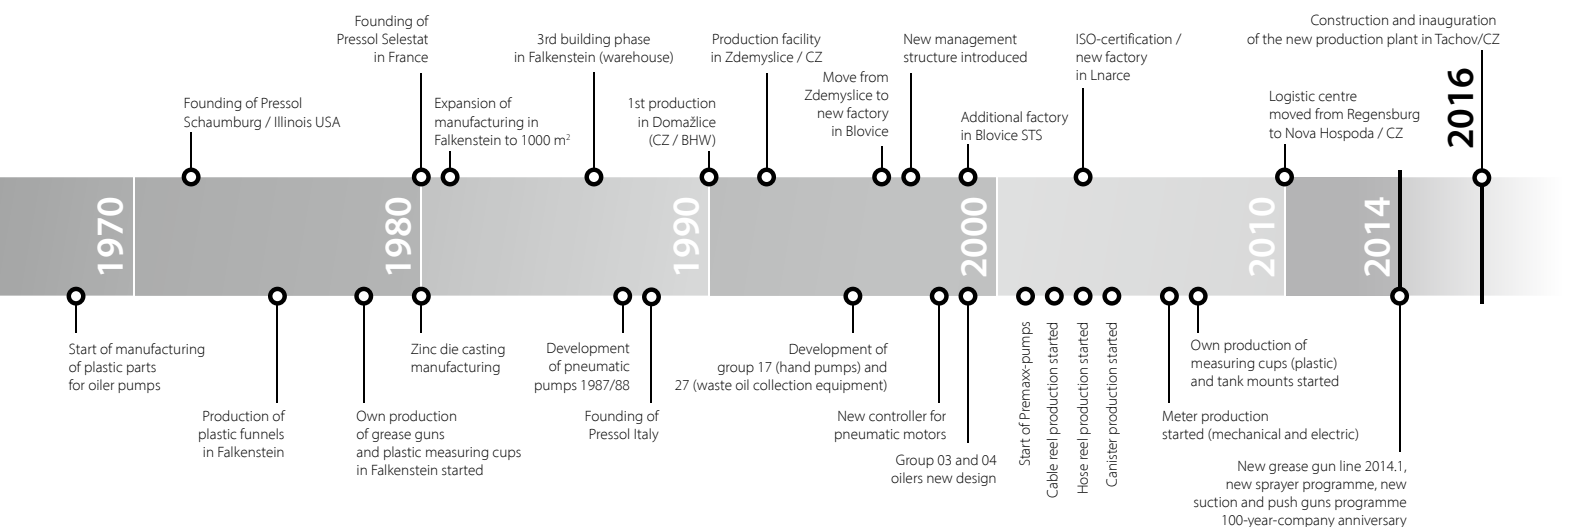 Founding of Pressol
Schaumburg / Illinois USA
Founding of
Pressol Selestat
in France
Expansion of
manufacturing in
Falkenstein to 1000 m²
3rd building phase
in Falkenstein (warehouse)
1st production
in Domažlice
(CZ / BHW)
Production facility
in Zdemyslice / CZ
Move from
Zdemyslice to
new factory
in Blovice
New management
structure introduced
Additional factory
in Blovice STS
ISO-certification /
new factory
in Lnarce
Logistic centre
moved from Regensburg
to Nova Hospoda / CZ
Construction and inauguration
of the new production plant in Tachov/CZ
2016
1970
1980
1990
2000
2010
2014
Start of manufacturing
of plastic parts
for oiler pumps
Production of
plastic funnels
in Falkenstein
Own production
of grease guns
and plastic measuring cups
in Falkenstein started
Zinc die casting
manufacturing
Development
of pneumatic
pumps 1987/88
Founding of
Pressol Italy
Development of
group 17 (hand pumps) and
27 (waste oil collection equipment)
New controller for
pneumatic motors
Group 03 and 04
oilers new design
Start of Premaxx-pumps
Cable reel production started
Hose reel production started
Canister production started
Meter production
started (mechanical and electric)
Own production of
measuring cups (plastic)
and tank mounts started
New grease gun line 2014.1,
new sprayer programme, new
suction and push guns programme
100-year-company anniversary